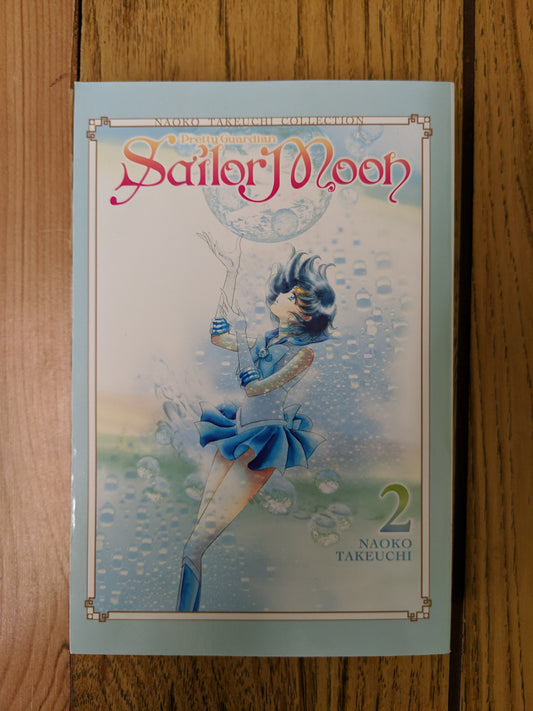 NAOKO TAKEUCHI COLLECTION
Pretty Guardian
Sailor Moon
2
NAOKO
TAKEUCHI